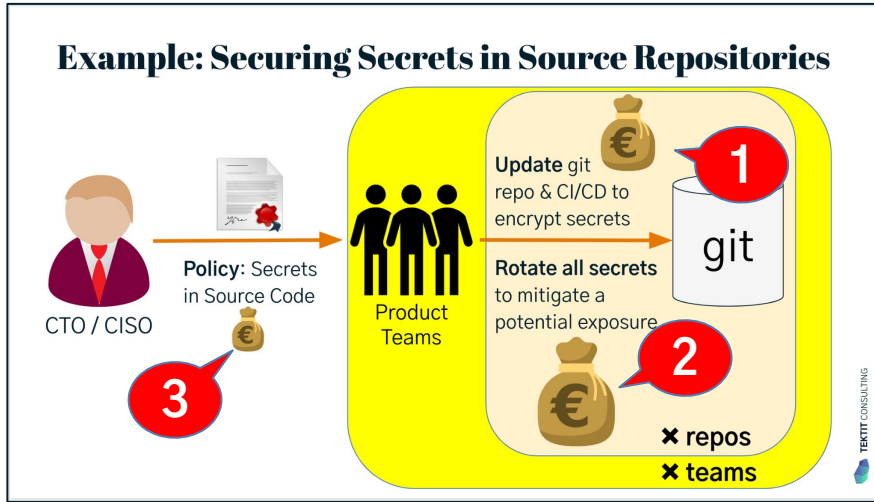 Example: Securing Secrets in Source Repositories
CTO / CISO
Policy: Secrets
in Source Code
€
3
Product
Teams
Update git
repo & CI/CD to
encrypt secrets
€
1
git
Rotate all secrets
to mitigate a
potential exposure
€
2
× repos
× teams
TEKTIT CONSULTING